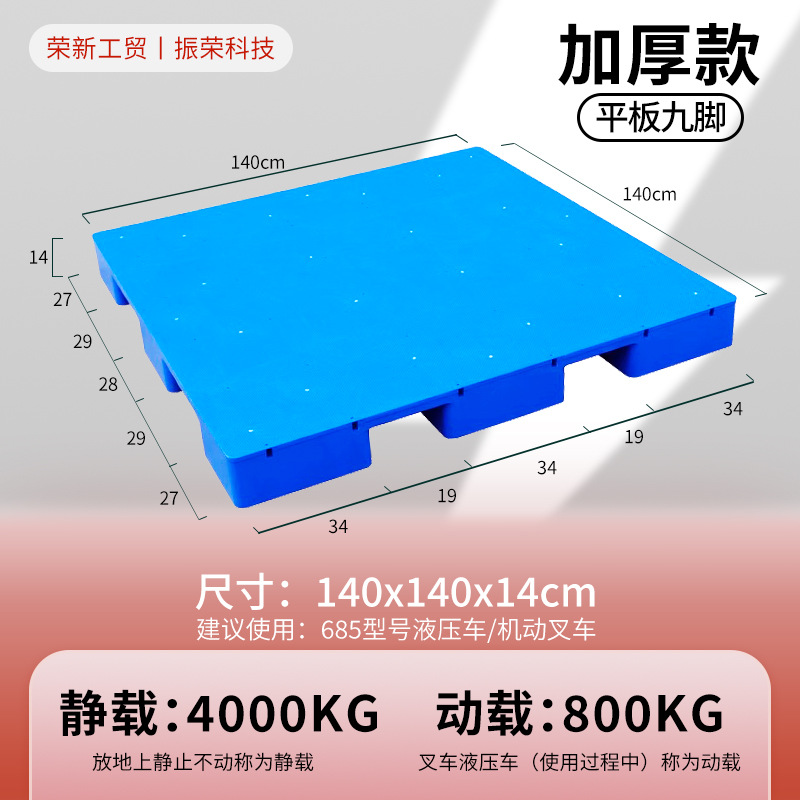 荣新工贸丨振荣科技
加厚款
平板九脚
140cm
140cm
14
27
29
28
29
27
34
19
34
19
34
尺寸：140x140x14cm
建议使用：685型号液压车/机动叉车
静载：4000KG
放地上静止不动称为静载
动载：800KG
叉车液压车（使用过程中）称为动载